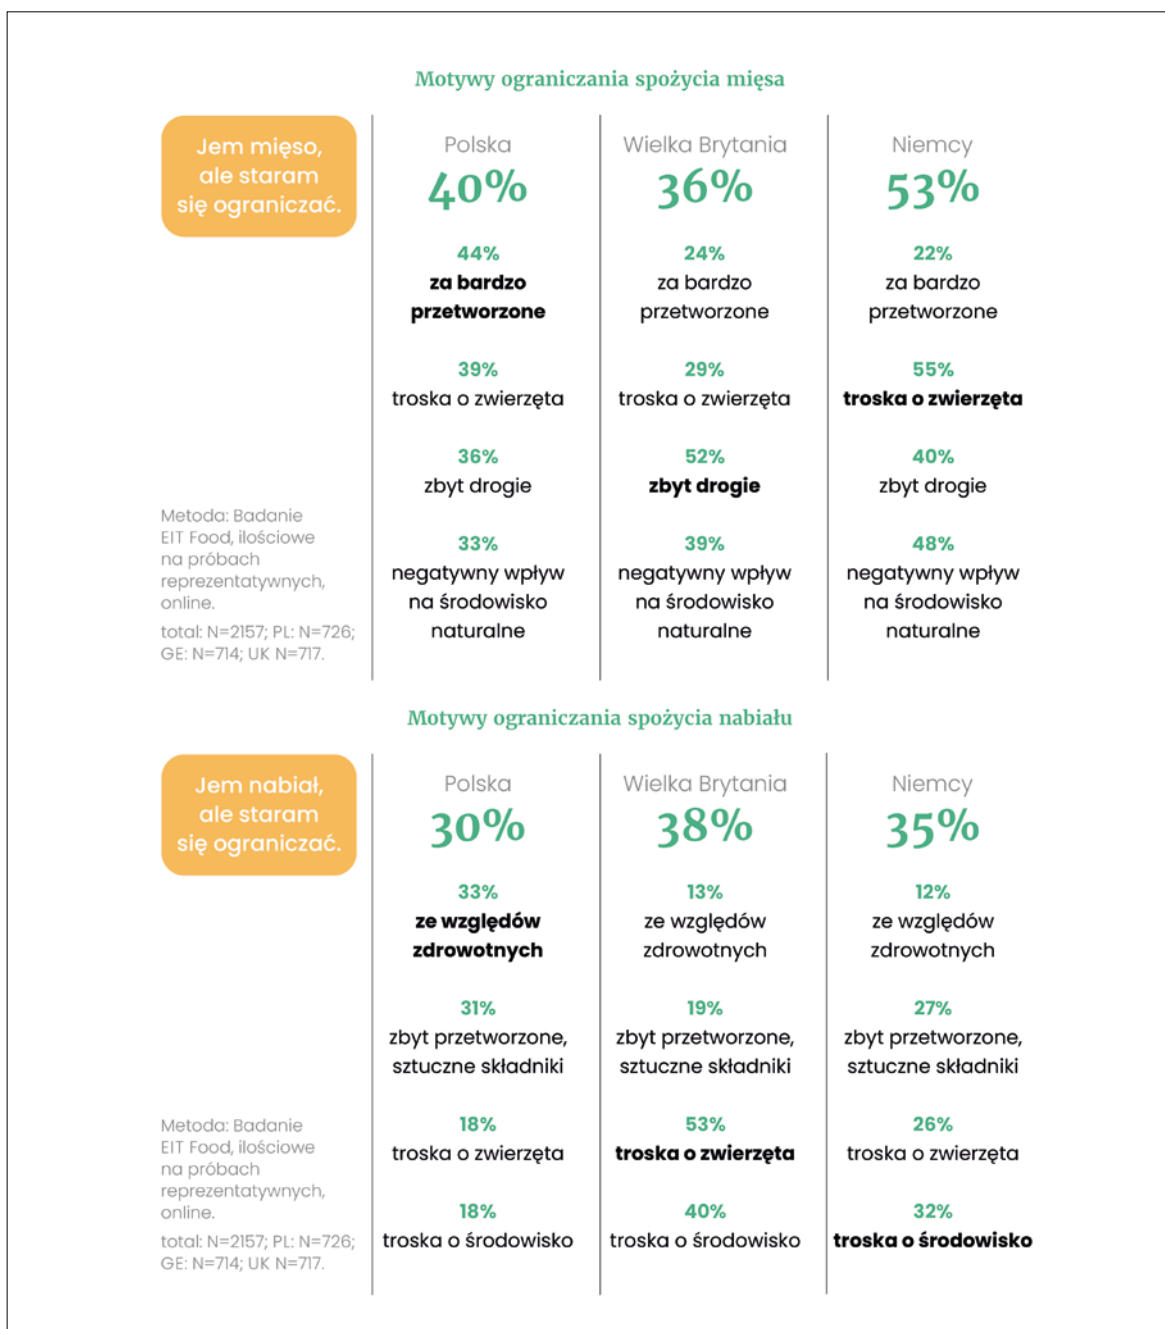 Motywy ograniczania spożycia mięsa
Jem mięso,
ale staram
się ograniczać.
Metoda: Badanie
EIT Food, ilościowe
na próbach
reprezentatywnych,
online.
total: N=2157; PL: N=726;
GE: N=714; UK N=717.
Polska
40%
44%
za bardzo
przetworzone
39%
troska o zwierzęta
36%
zbyt drogie
33%
negatywny wpływ
na środowisko
naturalne
Wielka Brytania
36%
24%
za bardzo
przetworzone
29%
troska o zwierzęta
52%
zbyt drogie
39%
negatywny wpływ
na środowisko
naturalne
Niemcy
53%
22%
za bardzo
przetworzone
55%
troska o zwierzęta
40%
zbyt drogie
48%
negatywny wpływ
na środowisko
naturalne
Motywy ograniczania spożycia nabiału
Jem nabiał,
ale staram
się ograniczać.
Metoda: Badanie
EIT Food, ilościowe
na próbach
reprezentatywnych,
online.
total: N=2157; PL: N=726;
GE: N=714; UK N=717.
Polska
30%
33%
ze względów
zdrowotnych
31%
zbyt przetworzone,
sztuczne składniki
18%
troska o zwierzęta
18%
troska o środowisko
Wielka Brytania
38%
13%
ze względów
zdrowotnych
19%
zbyt przetworzone,
sztuczne składniki
53%
troska o zwierzęta
40%
troska o środowisko
Niemcy
35%
12%
ze względów
zdrowotnych
27%
zbyt przetworzone,
sztuczne składniki
26%
troska o zwierzęta
32%
troska o środowisko